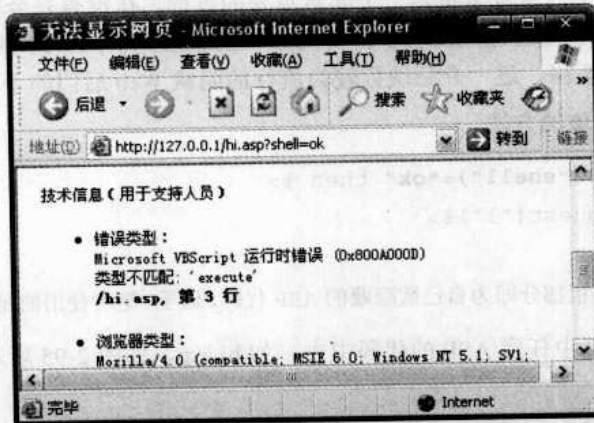 无法显示网页 - Microsoft Internet Explorer
文件(F) 编辑(E) 查看(V) 收藏(A) 工具(T) 帮助(H)
后退 搜索 收藏夹 »
地址(D) http://127.0.0.1/hi.asp?shell=ok 转到 链接
技术信息(用于支持人员)
shell")="ok" then
• 错误类型:
Microsoft VBScript 运行时错误 (0x800A000D)
类型不匹配: 'execute'
/hi.asp, 第 3 行
• 浏览器类型:
Mozilla/4.0 (compatible; MSIE 6.0; Windows NT 5.1; SV1;
完毕 Internet